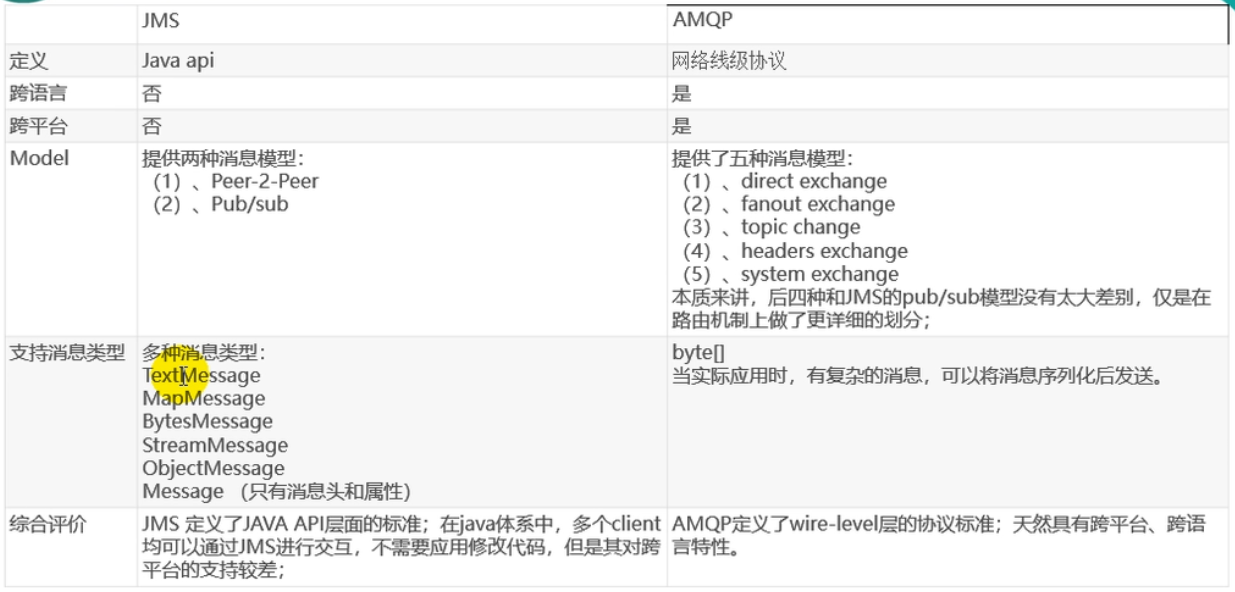 JMS AMQP
定义 Java api 网络线级协议
跨语言 否 是
跨平台 否 是
Model 提供两种消息模型： 提供了五种消息模型：
（1）、Peer-2-Peer （1）、direct exchange
（2）、Pub/sub （2）、fanout exchange
（3）、topic change
（4）、headers exchange
（5）、system exchange
本质来讲，后四种和JMS的pub/sub模型没有太大差别，仅是在
路由机制上做了更详细的划分；
支持消息类型 多种消息类型： byte[]
TextMessage 当实际应用时，有复杂的消息，可以将消息序列化后发送。
MapMessage
BytesMessage
StreamMessage
ObjectMessage
Message （只有消息头和属性）
综合评价 JMS 定义了JAVA API层面的标准；在java体系中，多个client AMQP定义了wire-level层的协议标准；天然具有跨平台、跨语
均可以通过JMS进行交互，不需要应用修改代码，但是其对跨 言特性。
平台的支持较差；